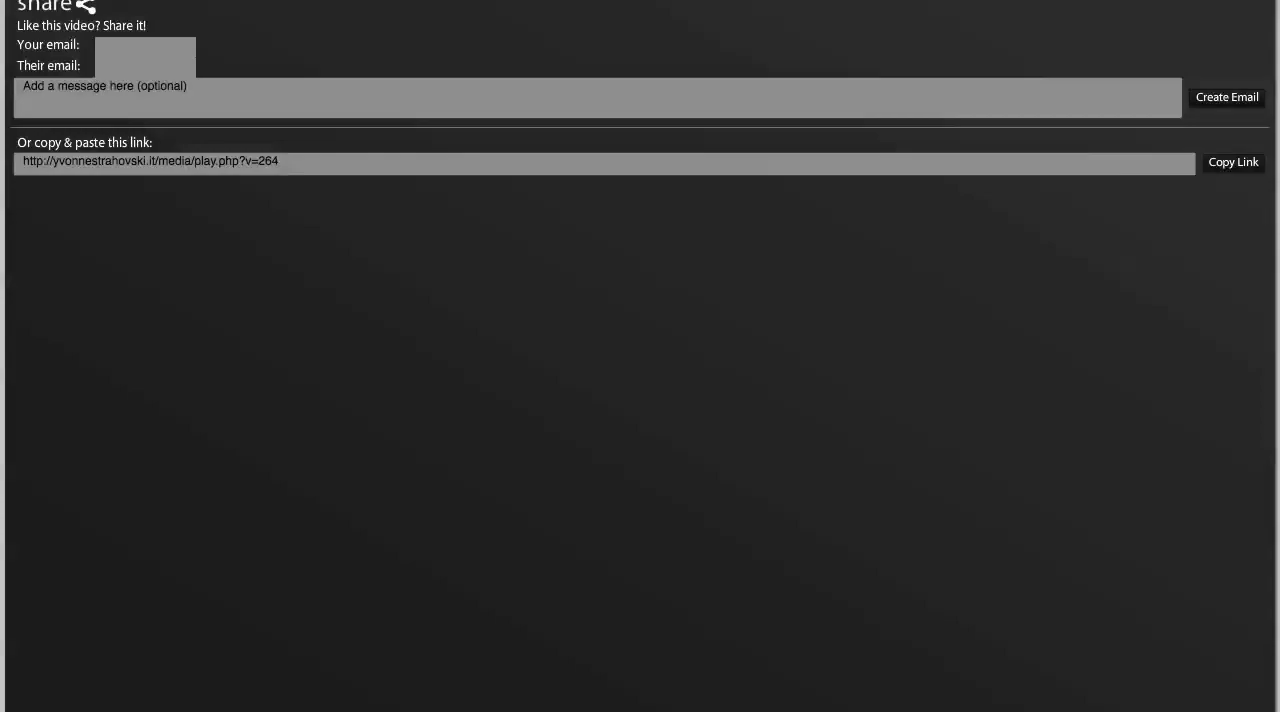 share
Like this video? Share it!
Your email:
Their email:
Add a message here (optional)
Create Email
Or copy & paste this link:
http://yvonnestrahovski.it/media/play.php?v=264
Copy Link